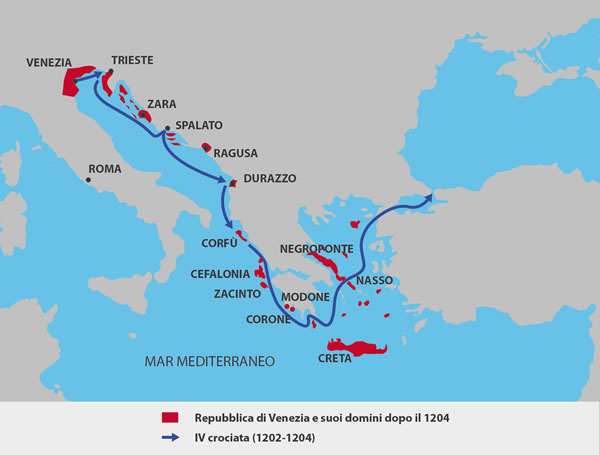 VENEZIA
TRIESTE
ZARA
SPALATO
RAGUSA
ROMA
DURAZZO
CORFÙ
NEGROPONTE
CEFALONIA
NASSO
ZACINTO
MODONE
CORONE
CRETA
MAR MEDITERRANEO
Repubblica di Venezia e suoi domini dopo il 1204
IV crociata (1202-1204)